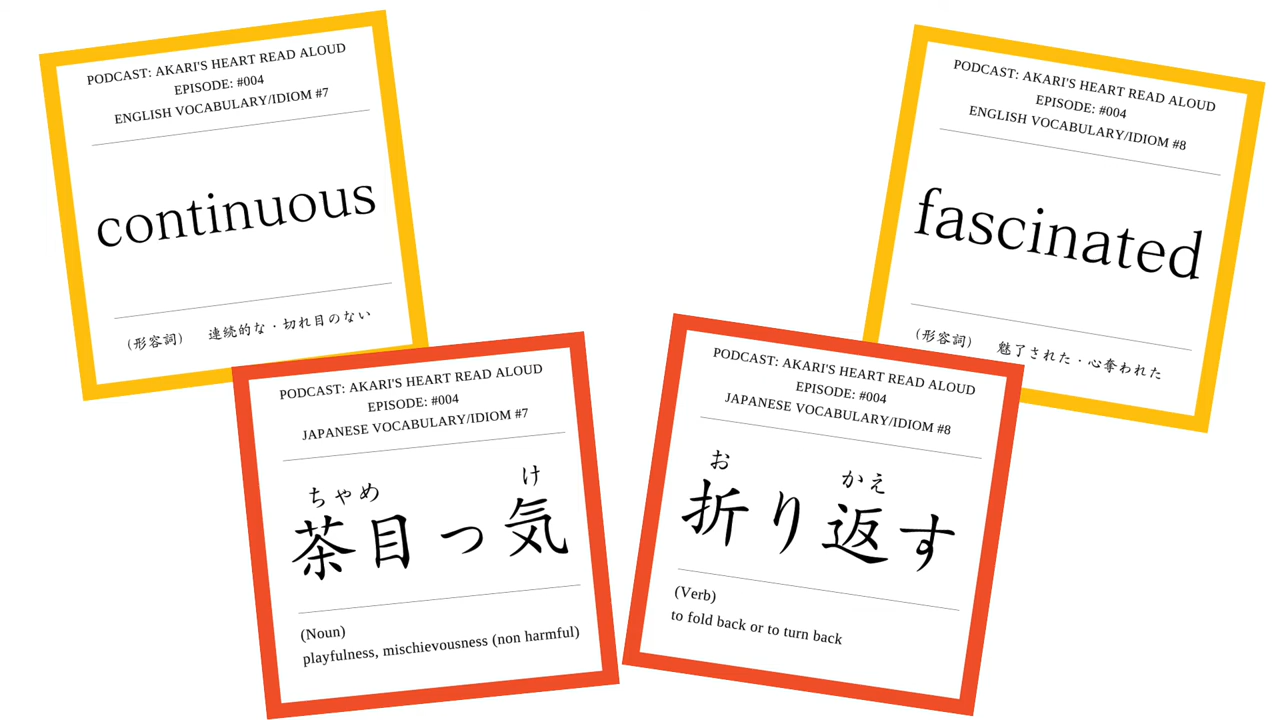 PODCAST: AKARI'S HEART READ ALOUD
EPISODE: #004
ENGLISH VOCABULARY/IDIOM #7
continuous
(形容詞) 連続的な・切れ目のない
PODCAST: AKARI'S HEART READ ALOUD
EPISODE: #004
ENGLISH VOCABULARY/IDIOM #8
fascinated
(形容詞) 魅了された・心奪われた
PODCAST: AKARI'S HEART READ ALOUD
EPISODE: #004
JAPANESE VOCABULARY/IDIOM #7
ちゃめ け
茶目っ気
(Noun)
playfulness, mischievousness (non harmful)
PODCAST: AKARI'S HEART READ ALOUD
EPISODE: #004
JAPANESE VOCABULARY/IDIOM #8
お かえ
折り返す
(Verb)
to fold back or to turn back